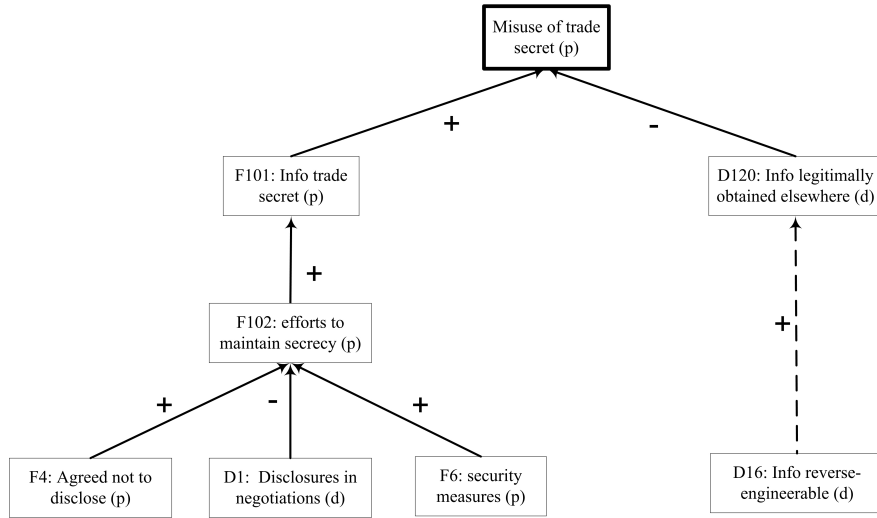 Misuse of trade
secret (p)
+
-
F101: Info trade
secret (p)
D120: Info legitimally
obtained elsewhere (d)
+
F102: efforts to
maintain secrecy (p)
+
+
-
+
F4: Agreed not to
disclose (p)
D1: Disclosures in
negotiations (d)
F6: security
measures (p)
D16: Info reverse-
engineerable (d)